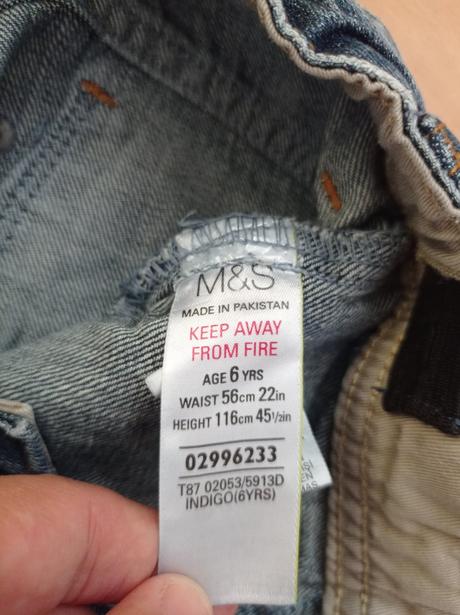 M&S
MADE IN PAKISTAN
KEEP AWAY
FROM FIRE
AGE 6 YRS
WAIST 56cm 22in
HEIGHT 116cm 45½in
02996233
T87 02053/5913D
INDIGO(6YRS)